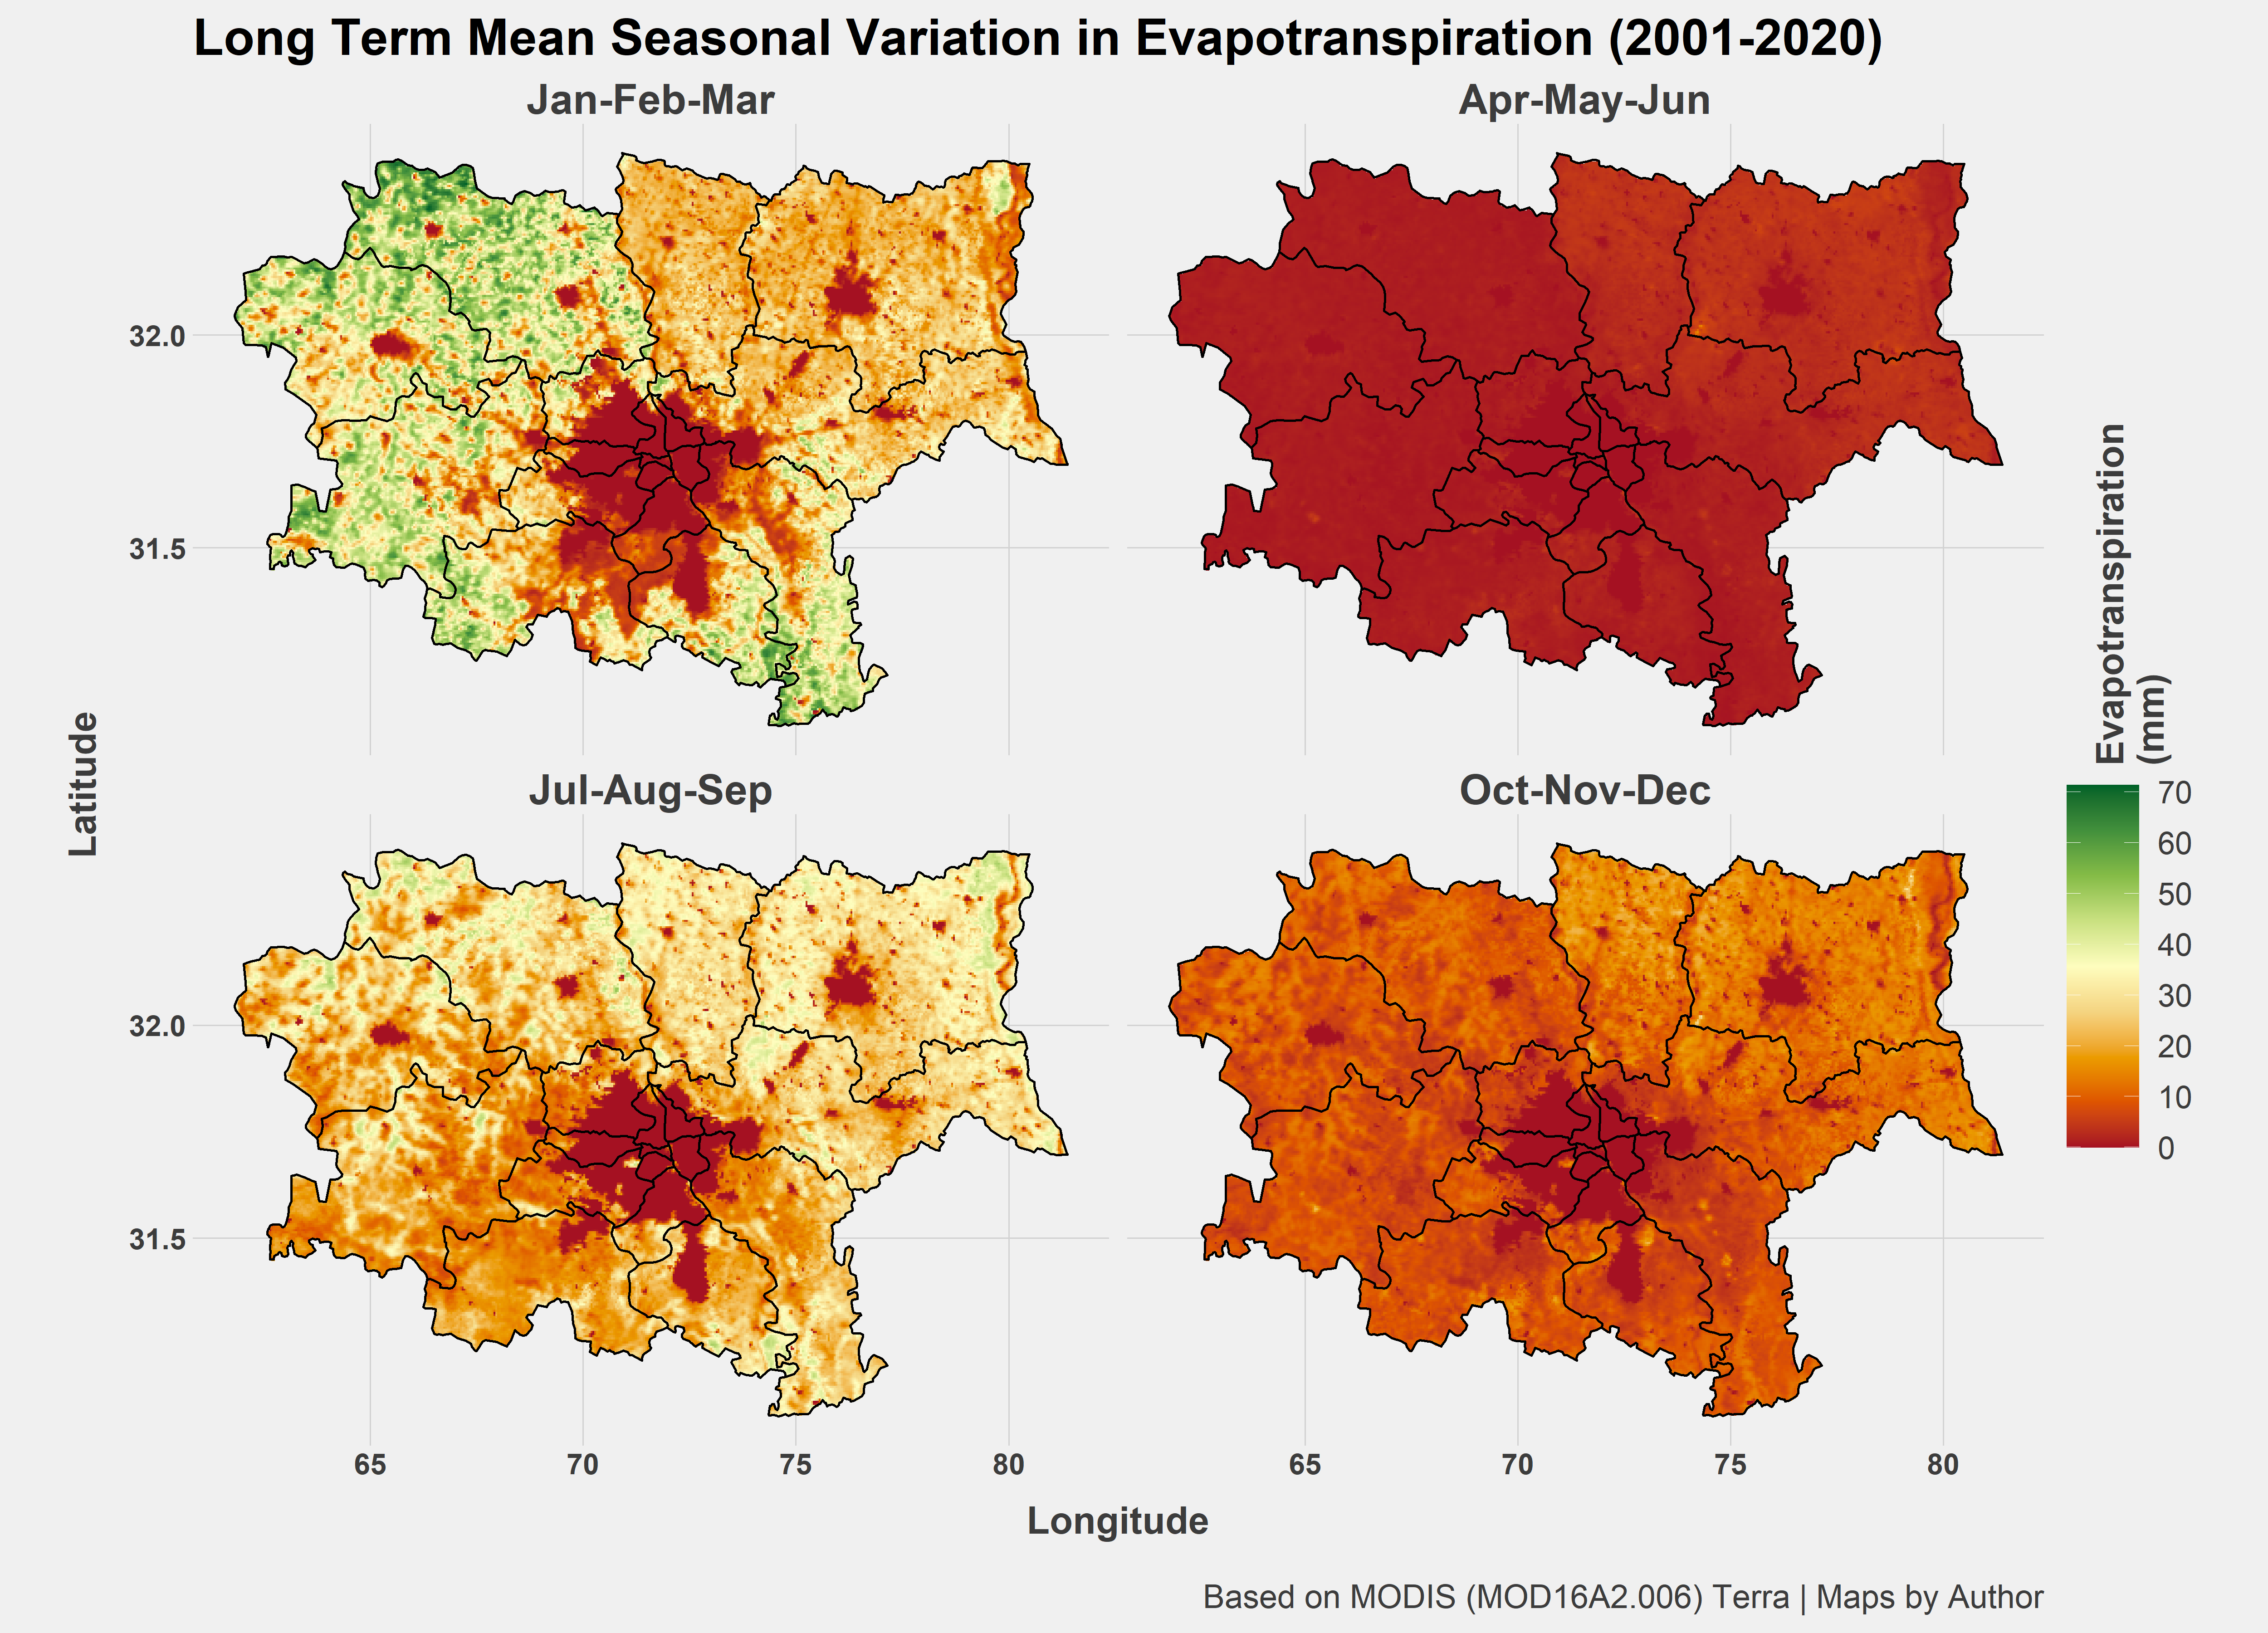 Long Term Mean Seasonal Variation in Evapotranspiration (2001-2020)
Jan-Feb-Mar
Apr-May-Jun
32.0
31.5
Latitude
Evapotranspiration
(mm)
Jul-Aug-Sep
Oct-Nov-Dec
70
60
50
40
30
20
10
0
32.0
31.5
65 70 75 80
65 70 75 80
Longitude
Based on MODIS (MOD16A2.006) Terra | Maps by Author